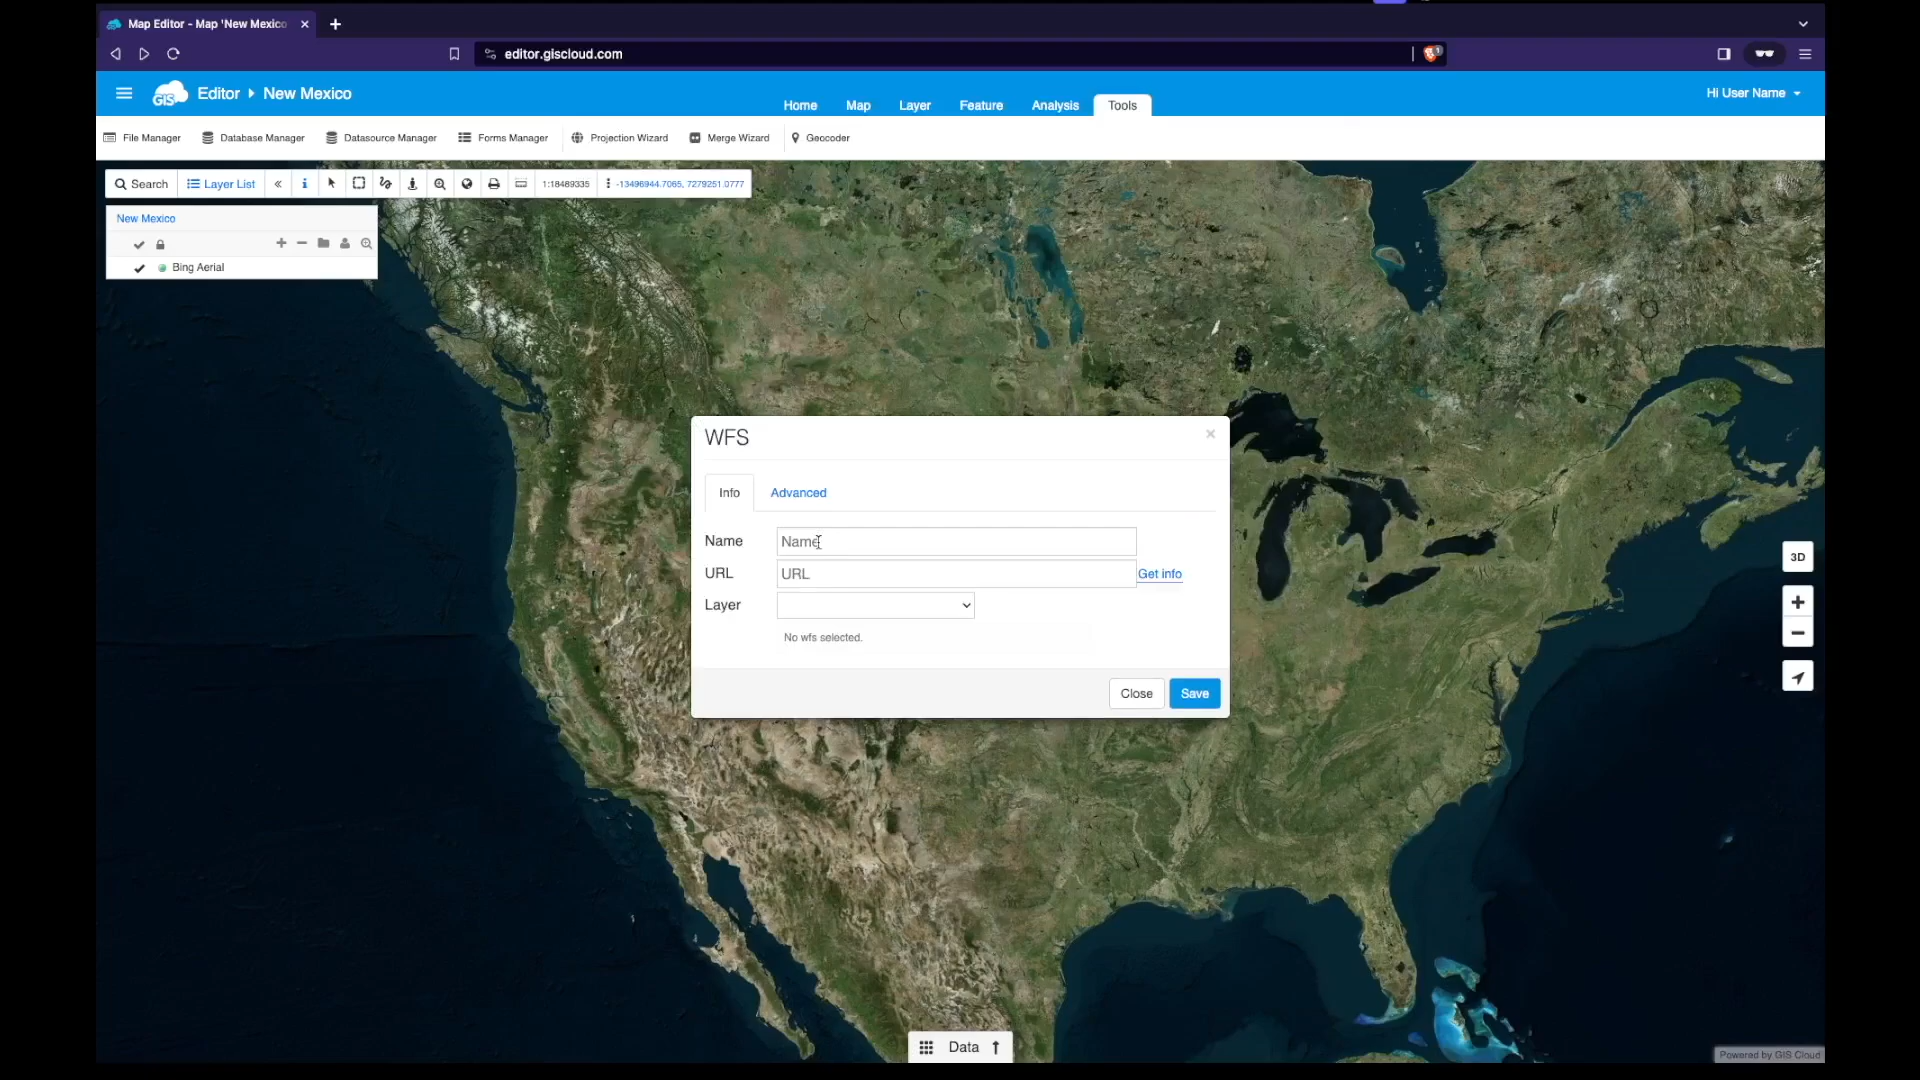 Map Editor - Map 'New Mexico
editor.giscloud.com
1
GIS Editor New Mexico
Home Map Layer Feature Analysis Tools
Hi User Name
File Manager Database Manager Datasource Manager Forms Manager Projection Wizard Merge Wizard Geocoder
Search Layer List 1:18489335 -13496944.7065, 7279251.0777
New Mexico
Bing Aerial
WFS
Info Advanced
Name Name
URL URL Get info
Layer
No wfs selected.
Close Save
3D
Data
Powered by GIS Cloud